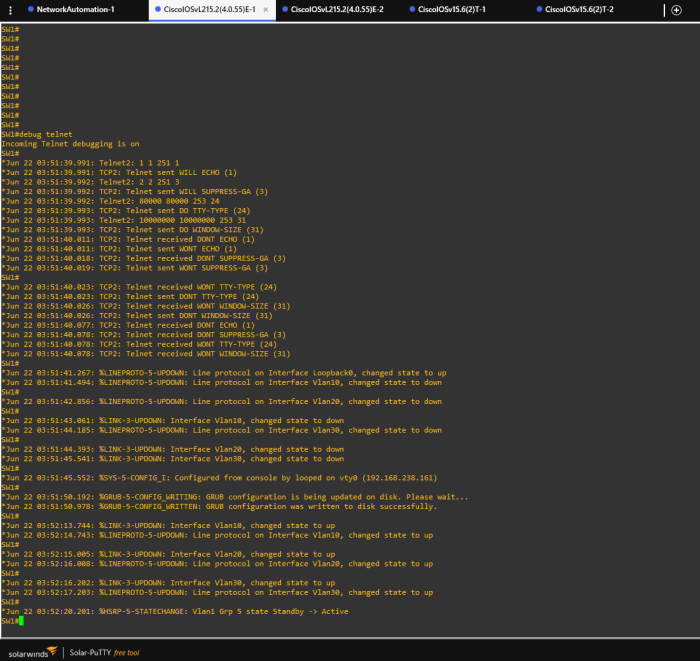 NetworkAutomation-1
CiscoIOSvL215.2(4.0.55)E-1 ×
CiscoIOSvL215.2(4.0.55)E-2
CiscoIOSv15.6(2)T-1
CiscoIOSv15.6(2)T-2
SW1#
SW1#
SW1#
SW1#
SW1#
SW1#
SW1#
SW1#
SW1#
SW1#
SW1#
SW1#debug telnet
Incoming Telnet debugging is on
SW1#
*Jun 22 03:51:39.991: Telnet2: 1 1 251 1
*Jun 22 03:51:39.991: TCP2: Telnet sent WILL ECHO (1)
*Jun 22 03:51:39.992: Telnet2: 2 2 251 3
*Jun 22 03:51:39.992: TCP2: Telnet sent WILL SUPPRESS-GA (3)
*Jun 22 03:51:39.992: Telnet2: 80000 80000 253 24
*Jun 22 03:51:39.993: TCP2: Telnet sent DO TTY-TYPE (24)
*Jun 22 03:51:39.993: Telnet2: 10000000 10000000 253 31
*Jun 22 03:51:39.993: TCP2: Telnet sent DO WINDOW-SIZE (31)
*Jun 22 03:51:40.011: TCP2: Telnet received DONT ECHO (1)
*Jun 22 03:51:40.011: TCP2: Telnet sent WONT ECHO (1)
*Jun 22 03:51:40.018: TCP2: Telnet received DONT SUPPRESS-GA (3)
*Jun 22 03:51:40.019: TCP2: Telnet sent WONT SUPPRESS-GA (3)
SW1#
*Jun 22 03:51:40.023: TCP2: Telnet received WONT TTY-TYPE (24)
*Jun 22 03:51:40.023: TCP2: Telnet sent DONT TTY-TYPE (24)
*Jun 22 03:51:40.026: TCP2: Telnet received WONT WINDOW-SIZE (31)
*Jun 22 03:51:40.026: TCP2: Telnet sent DONT WINDOW-SIZE (31)
*Jun 22 03:51:40.077: TCP2: Telnet received DONT ECHO (1)
*Jun 22 03:51:40.078: TCP2: Telnet received DONT SUPPRESS-GA (3)
*Jun 22 03:51:40.078: TCP2: Telnet received WONT TTY-TYPE (24)
*Jun 22 03:51:40.078: TCP2: Telnet received WONT WINDOW-SIZE (31)
SW1#
*Jun 22 03:51:41.267: %LINEPROTO-5-UPDOWN: Line protocol on Interface Loopback0, changed state to up
*Jun 22 03:51:41.494: %LINEPROTO-5-UPDOWN: Line protocol on Interface Vlan10, changed state to down
SW1#
*Jun 22 03:51:42.856: %LINEPROTO-5-UPDOWN: Line protocol on Interface Vlan20, changed state to down
SW1#
*Jun 22 03:51:43.061: %LINK-3-UPDOWN: Interface Vlan10, changed state to down
*Jun 22 03:51:44.185: %LINEPROTO-5-UPDOWN: Line protocol on Interface Vlan30, changed state to down
SW1#
*Jun 22 03:51:44.393: %LINK-3-UPDOWN: Interface Vlan20, changed state to down
*Jun 22 03:51:45.541: %LINK-3-UPDOWN: Interface Vlan30, changed state to down
SW1#
*Jun 22 03:51:45.552: %SYS-5-CONFIG_I: Configured from console by looped on vty0 (192.168.238.161)
SW1#
*Jun 22 03:51:50.192: %GRUB-5-CONFIG_WRITING: GRUB configuration is being updated on disk. Please wait...
*Jun 22 03:51:50.978: %GRUB-5-CONFIG_WRITTEN: GRUB configuration was written to disk successfully.
SW1#
*Jun 22 03:52:13.744: %LINK-3-UPDOWN: Interface Vlan10, changed state to up
*Jun 22 03:52:14.743: %LINEPROTO-5-UPDOWN: Line protocol on Interface Vlan10, changed state to up
SW1#
*Jun 22 03:52:15.005: %LINK-3-UPDOWN: Interface Vlan20, changed state to up
*Jun 22 03:52:16.008: %LINEPROTO-5-UPDOWN: Line protocol on Interface Vlan20, changed state to up
SW1#
*Jun 22 03:52:16.202: %LINK-3-UPDOWN: Interface Vlan30, changed state to up
*Jun 22 03:52:17.203: %LINEPROTO-5-UPDOWN: Line protocol on Interface Vlan30, changed state to up
SW1#
*Jun 22 03:52:20.201: %HSRP-5-STATECHANGE: Vlan1 Grp 5 state Standby -> Active
SW1#
solarwinds | Solar-PuTTY free tool